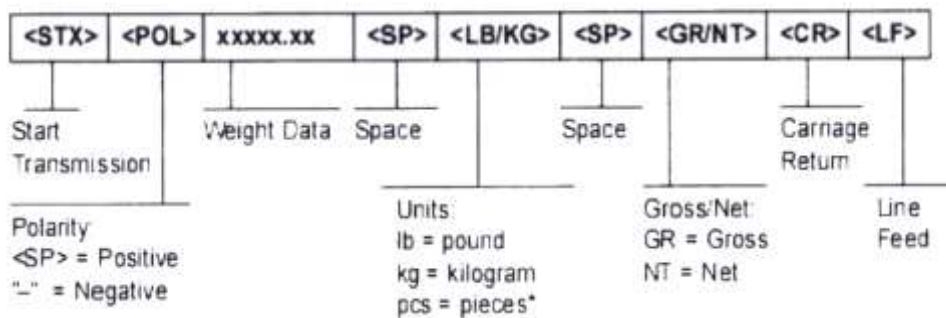 <STX> <POL> xxxxx.xx <SP> <LB/KG> <SP> <GR/NT> <CR> <LF>
Start
Transmission
Weight Data
Space
Space
Carriage
Return
Polarity
<SP> = Positive
"–" = Negative
Units:
lb = pound
kg = kilogram
pcs = pieces*
Gross/Net:
GR = Gross
NT = Net
Line
Feed